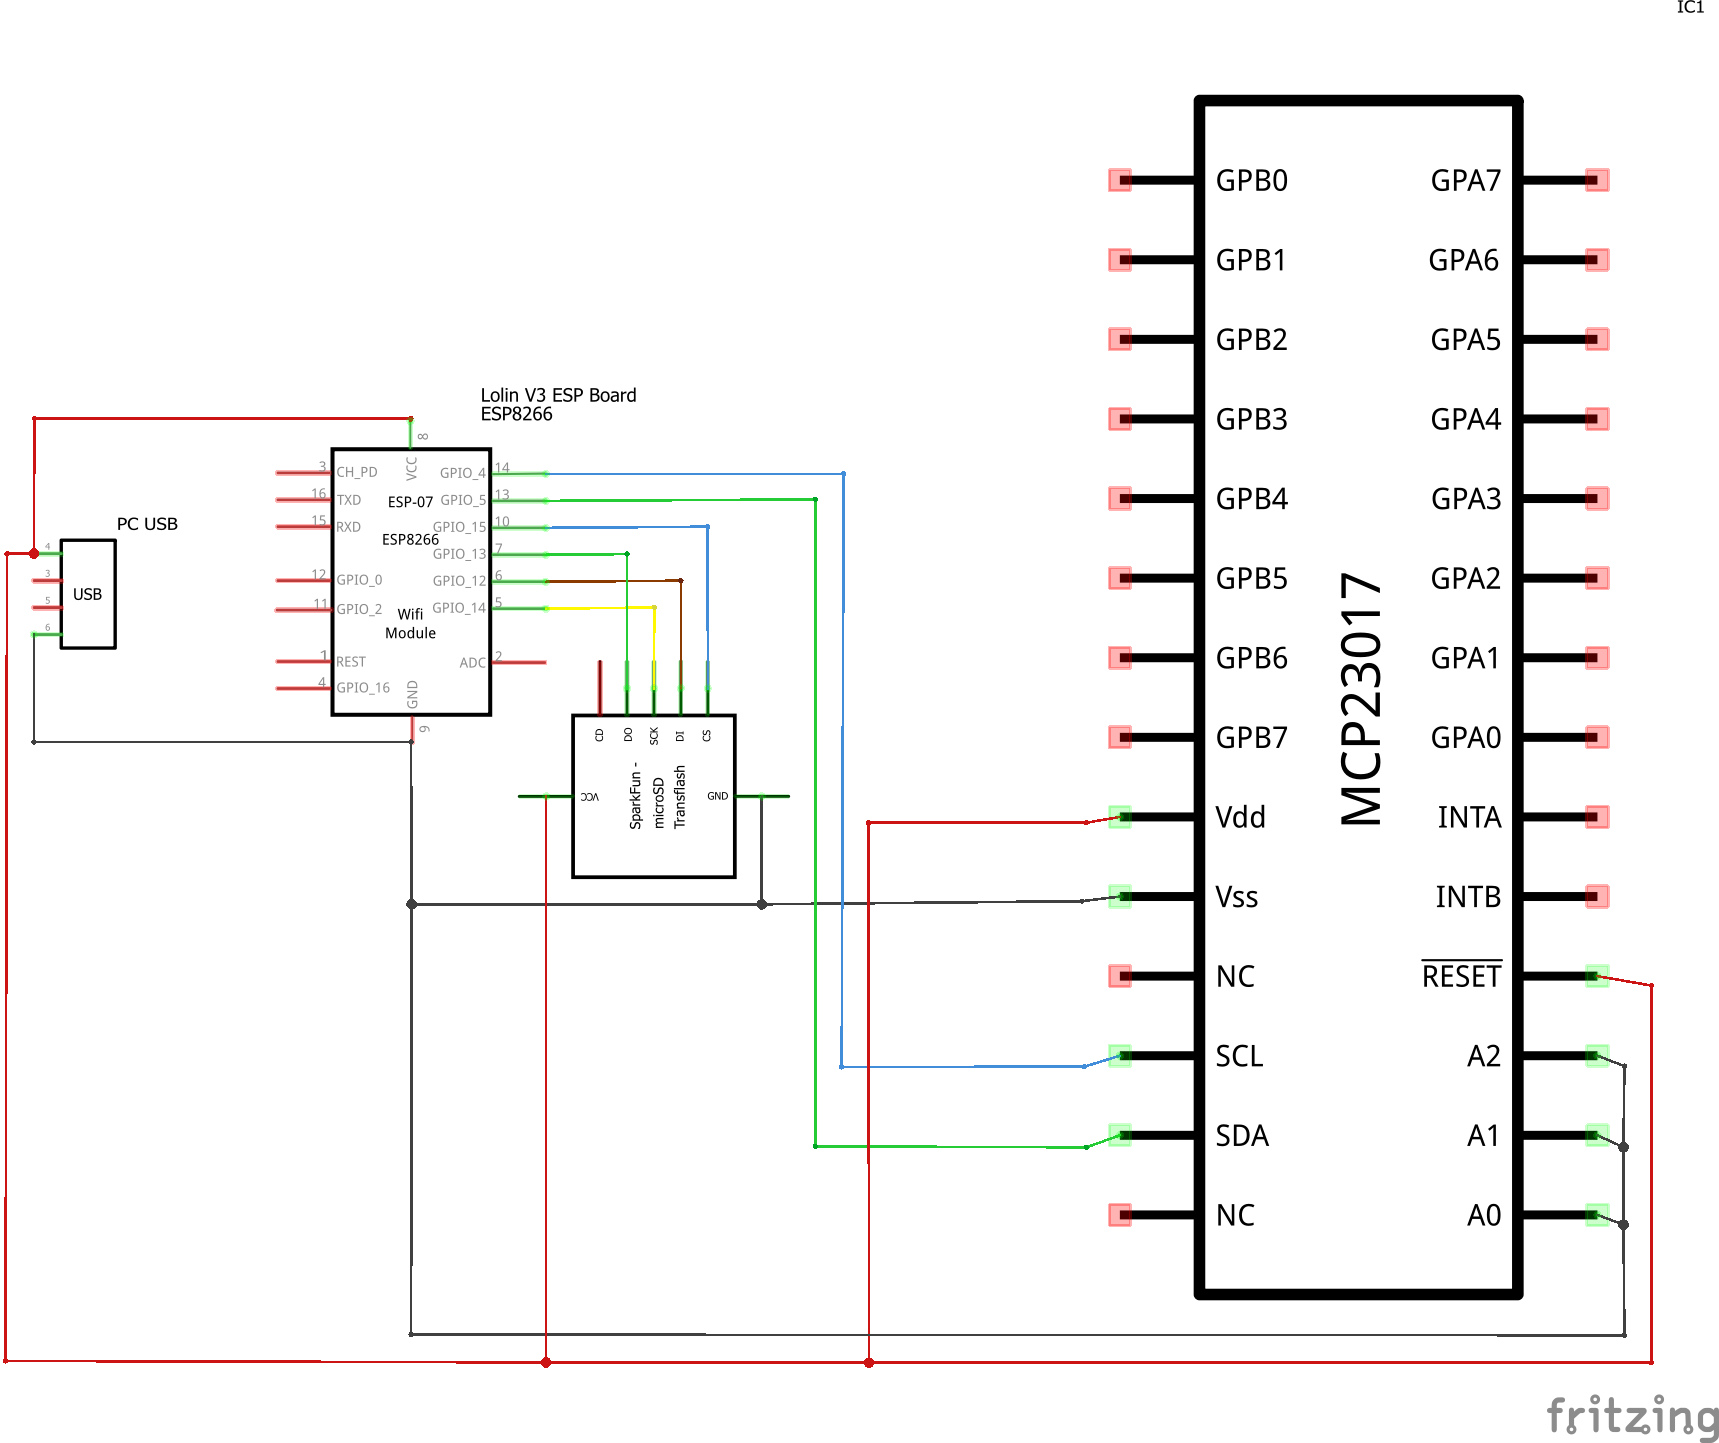 IC1
Lolin V3 ESP Board
ESP8266
PC USB
USB
4
3
5
6
8
VCC
3 CH_PD
16 TXD
15 RXD
12 GPIO_0
11 GPIO_2
1 REST
4 GPIO_16
ESP-07
ESP8266
Wifi
Module
GPIO_4 14
GPIO_5 13
GPIO_15 10
GPIO_13 7
GPIO_12 6
GPIO_14 5
ADC 2
GND
9
CD
DO
SCK
DI
CS
VCC
GND
SparkFun -
microSD
Transflash
MCP23017
GPB0
GPB1
GPB2
GPB3
GPB4
GPB5
GPB6
GPB7
Vdd
Vss
NC
SCL
SDA
NC
GPA7
GPA6
GPA5
GPA4
GPA3
GPA2
GPA1
GPA0
INTA
INTB
RESET
A2
A1
A0
fritzing